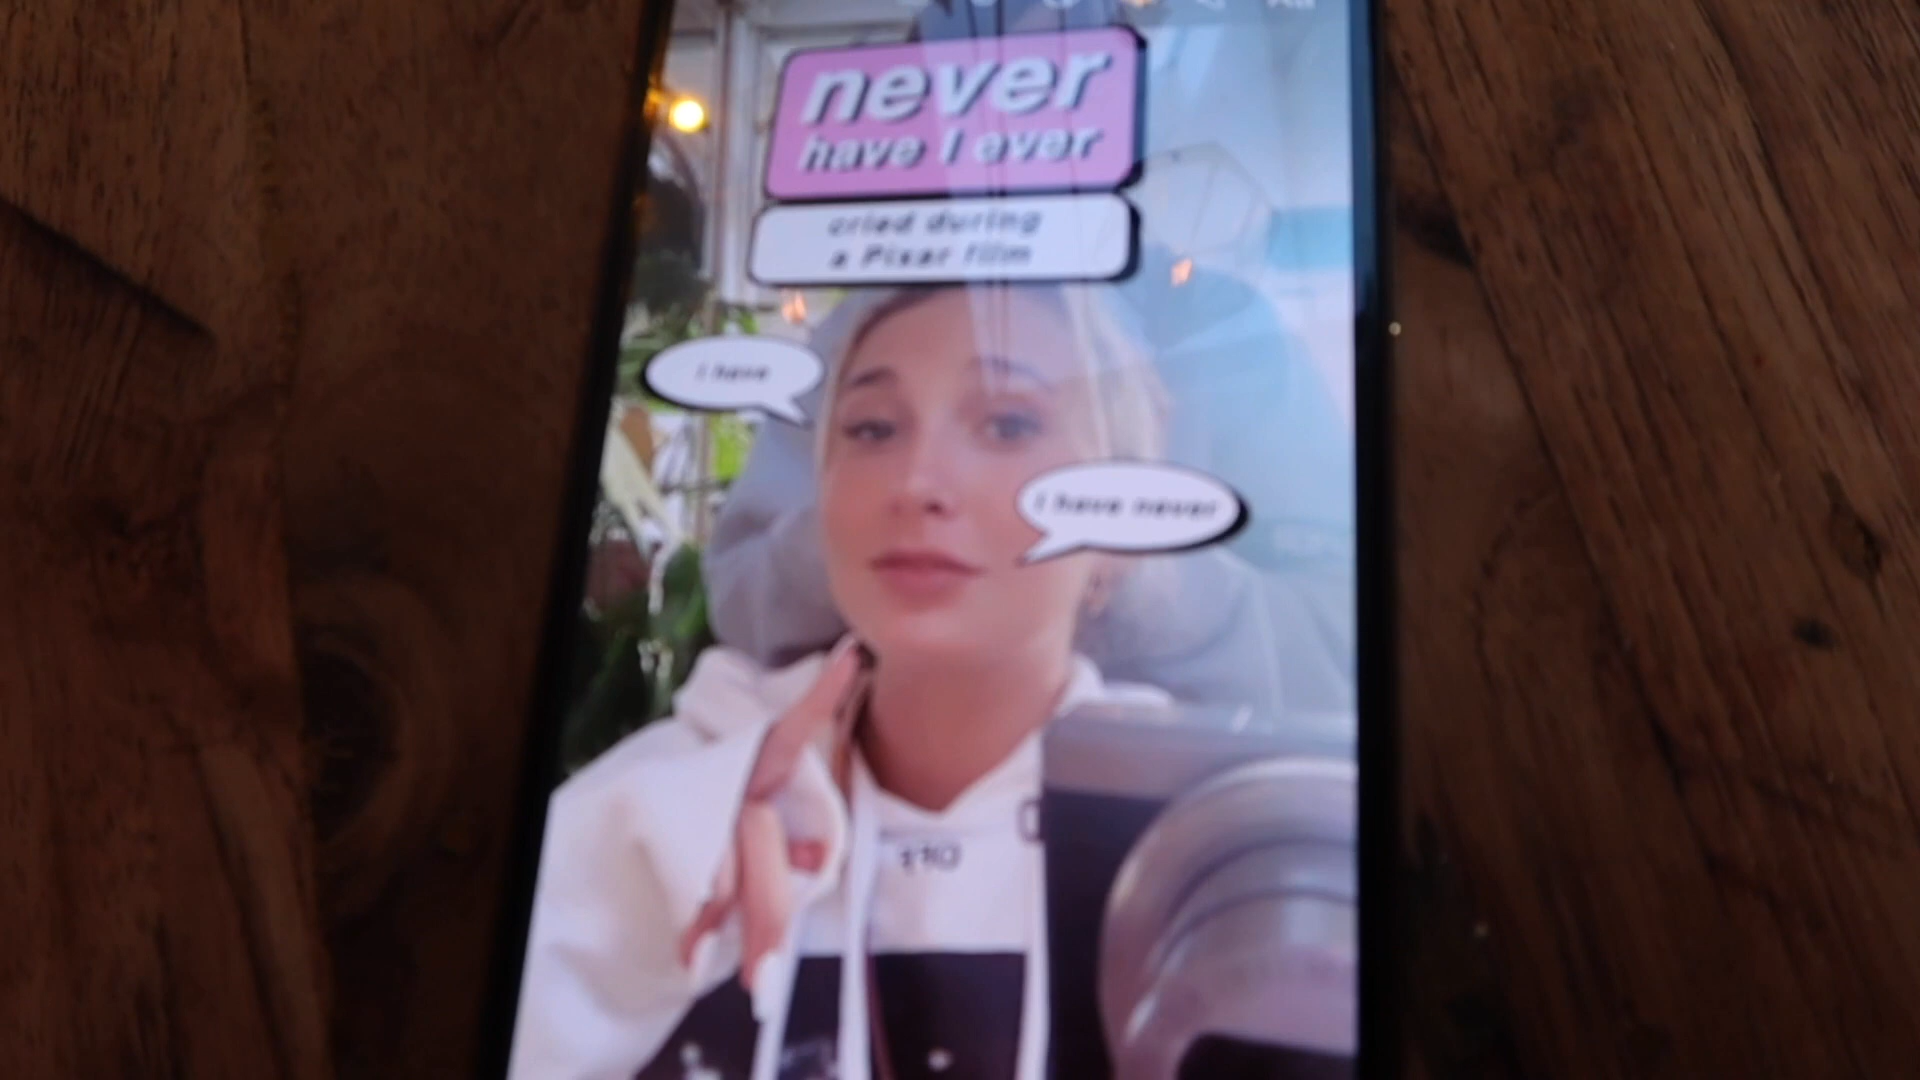 never
have I ever
cried during
a Pixar film
I have
I have never